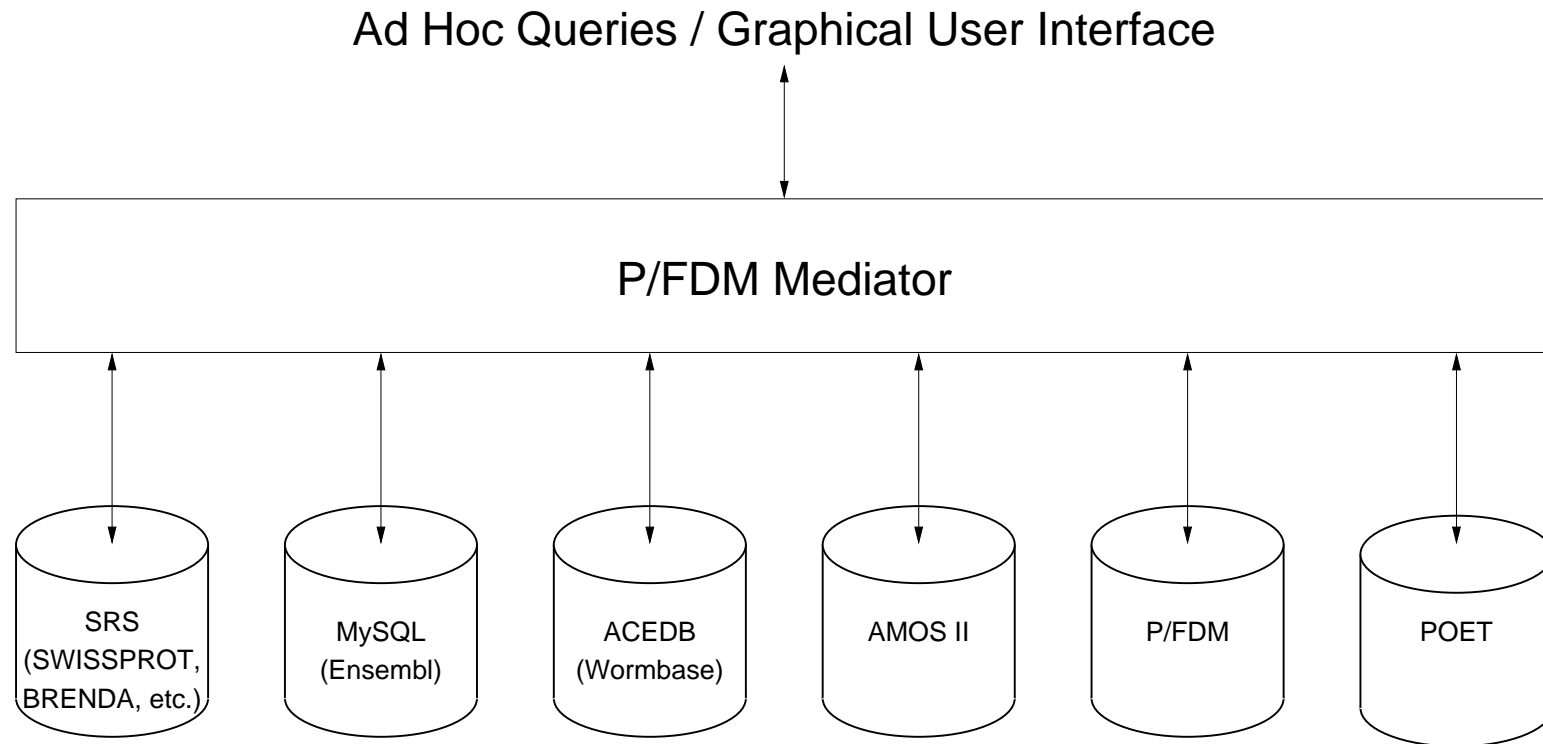 Ad Hoc Queries / Graphical User Interface
P/FDM Mediator
SRS
(SWISSPROT,
BRENDA, etc.)
MySQL
(Ensembl)
ACEDB
(Wormbase)
AMOS II
P/FDM
POET